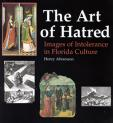 The Art of
Hatred
Images of Intolerance
in Florida Culture
Henry Abramson